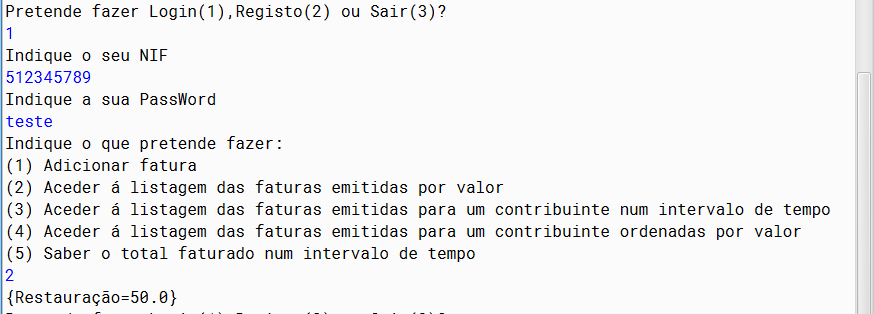 Pretende fazer Login(1),Registo(2) ou Sair(3)?
1
Indique o seu NIF
512345789
Indique a sua PassWord
teste
Indique o que pretende fazer:
(1) Adicionar fatura
(2) Aceder á listagem das faturas emitidas por valor
(3) Aceder á listagem das faturas emitidas para um contribuinte num intervalo de tempo
(4) Aceder á listagem das faturas emitidas para um contribuinte ordenadas por valor
(5) Saber o total faturado num intervalo de tempo
2
{Restauração=50.0}